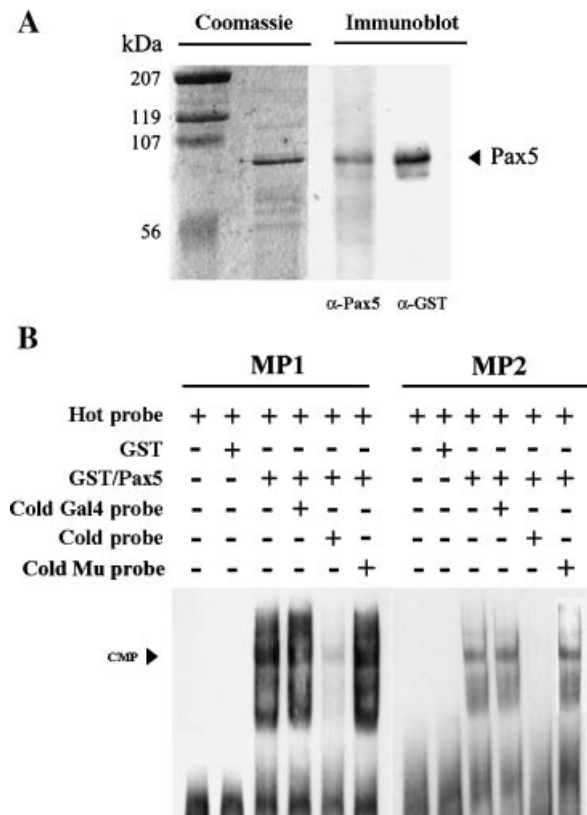 A
Coomassie Immunoblot
kDa
207
119
107
56
◄ Pax5
α-Pax5 α-GST
B
MP1 MP2
Hot probe + + + + + + + + + + + +
GST - + - - - - - + - - - -
GST/Pax5 - - + + + + - - + + + +
Cold Gal4 probe - - - + - - - - - + - -
Cold probe - - - - + - - - - - + -
Cold Mu probe - - - - - + - - - - - +
CMP ►